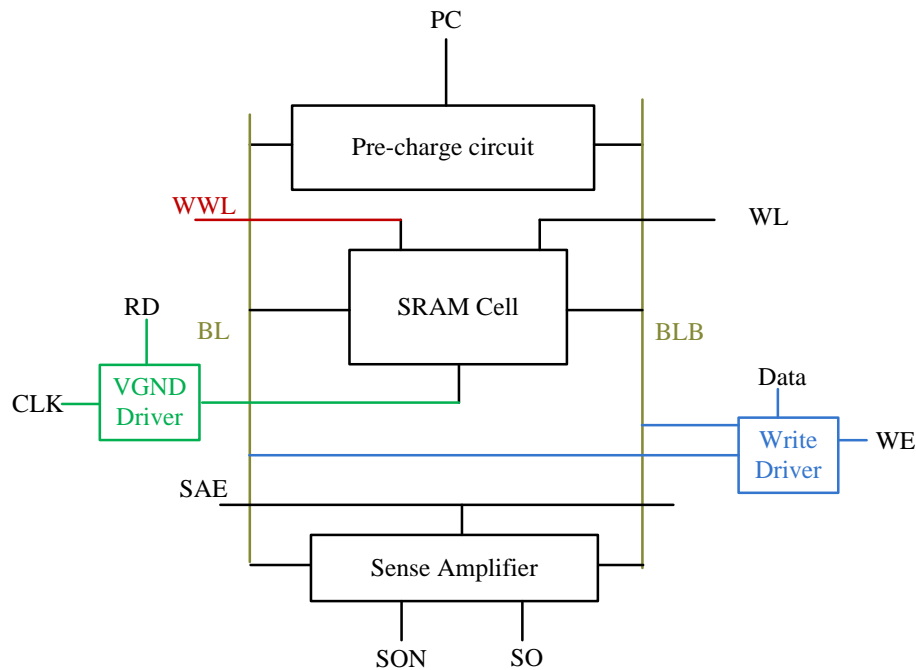 PC
Pre-charge circuit
WWL
WL
SRAM Cell
RD
BL
BLB
VGND
Driver
CLK
Data
Write
Driver
WE
SAE
Sense Amplifier
SON
SO